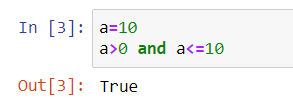 In [3]: a=10
a>0 and a<=10
Out[3]: True